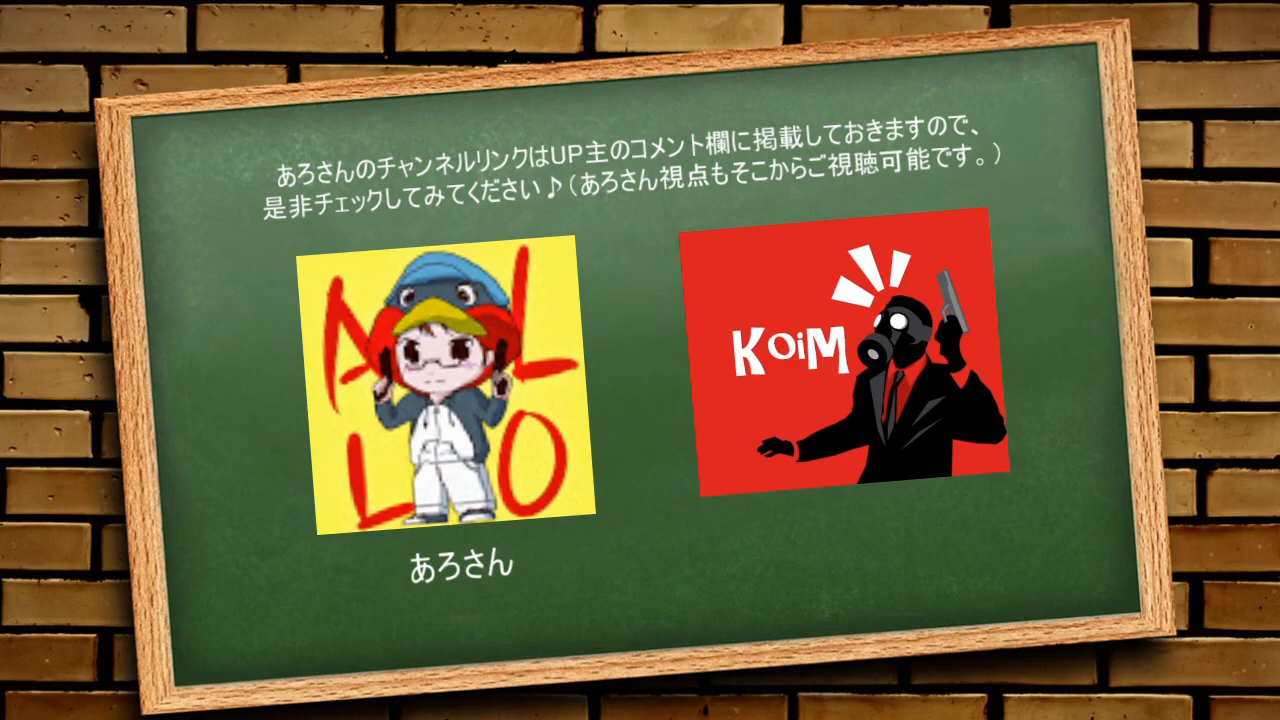 あろさんのチャンネルリンクはUP主のコメント欄に掲載しておきますので、
是非チェックしてみてください♪（あろさん視点もそこからご視聴可能です。）
AL
LO
KOiM
あろさん